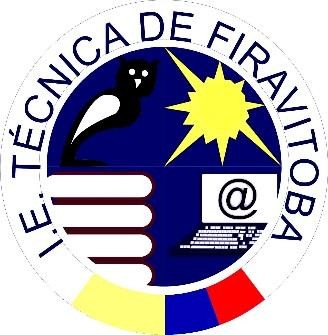 I.E. TÉCNICA DE FIRAVITOBA
@